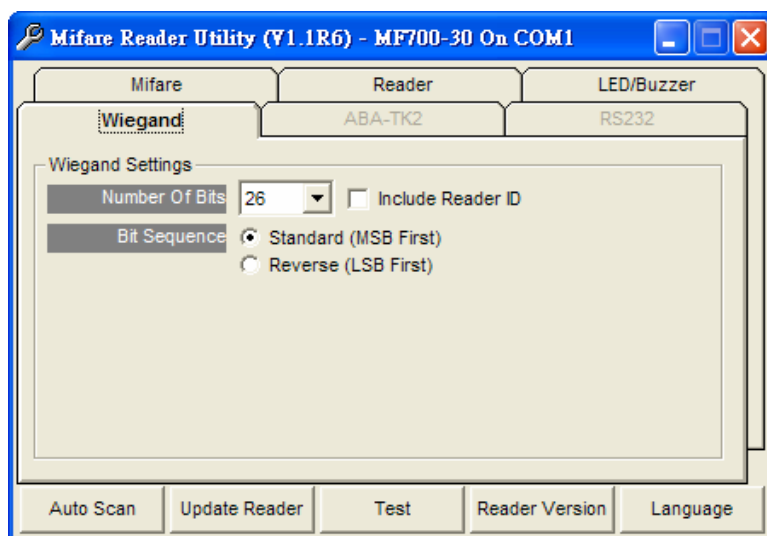 Mifare Reader Utility (V1.1R6) - MF700-30 On COM1
Mifare Reader LED/Buzzer
Wiegand ABA-TK2 RS232
Wiegand Settings
Number Of Bits 26 Include Reader ID
Bit Sequence Standard (MSB First)
Reverse (LSB First)
Auto Scan Update Reader Test Reader Version Language